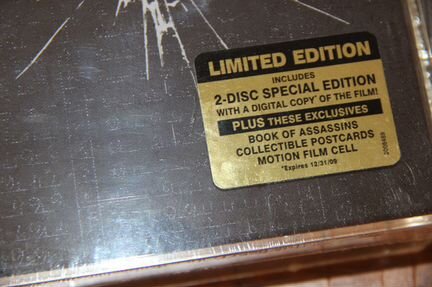 LIMITED EDITION
INCLUDES
2-DISC SPECIAL EDITION
WITH A DIGITAL COPY* OF THE FILM!
PLUS THESE EXCLUSIVES
BOOK OF ASSASSINS
COLLECTIBLE POSTCARDS
MOTION FILM CELL
*Expires 12/31/09